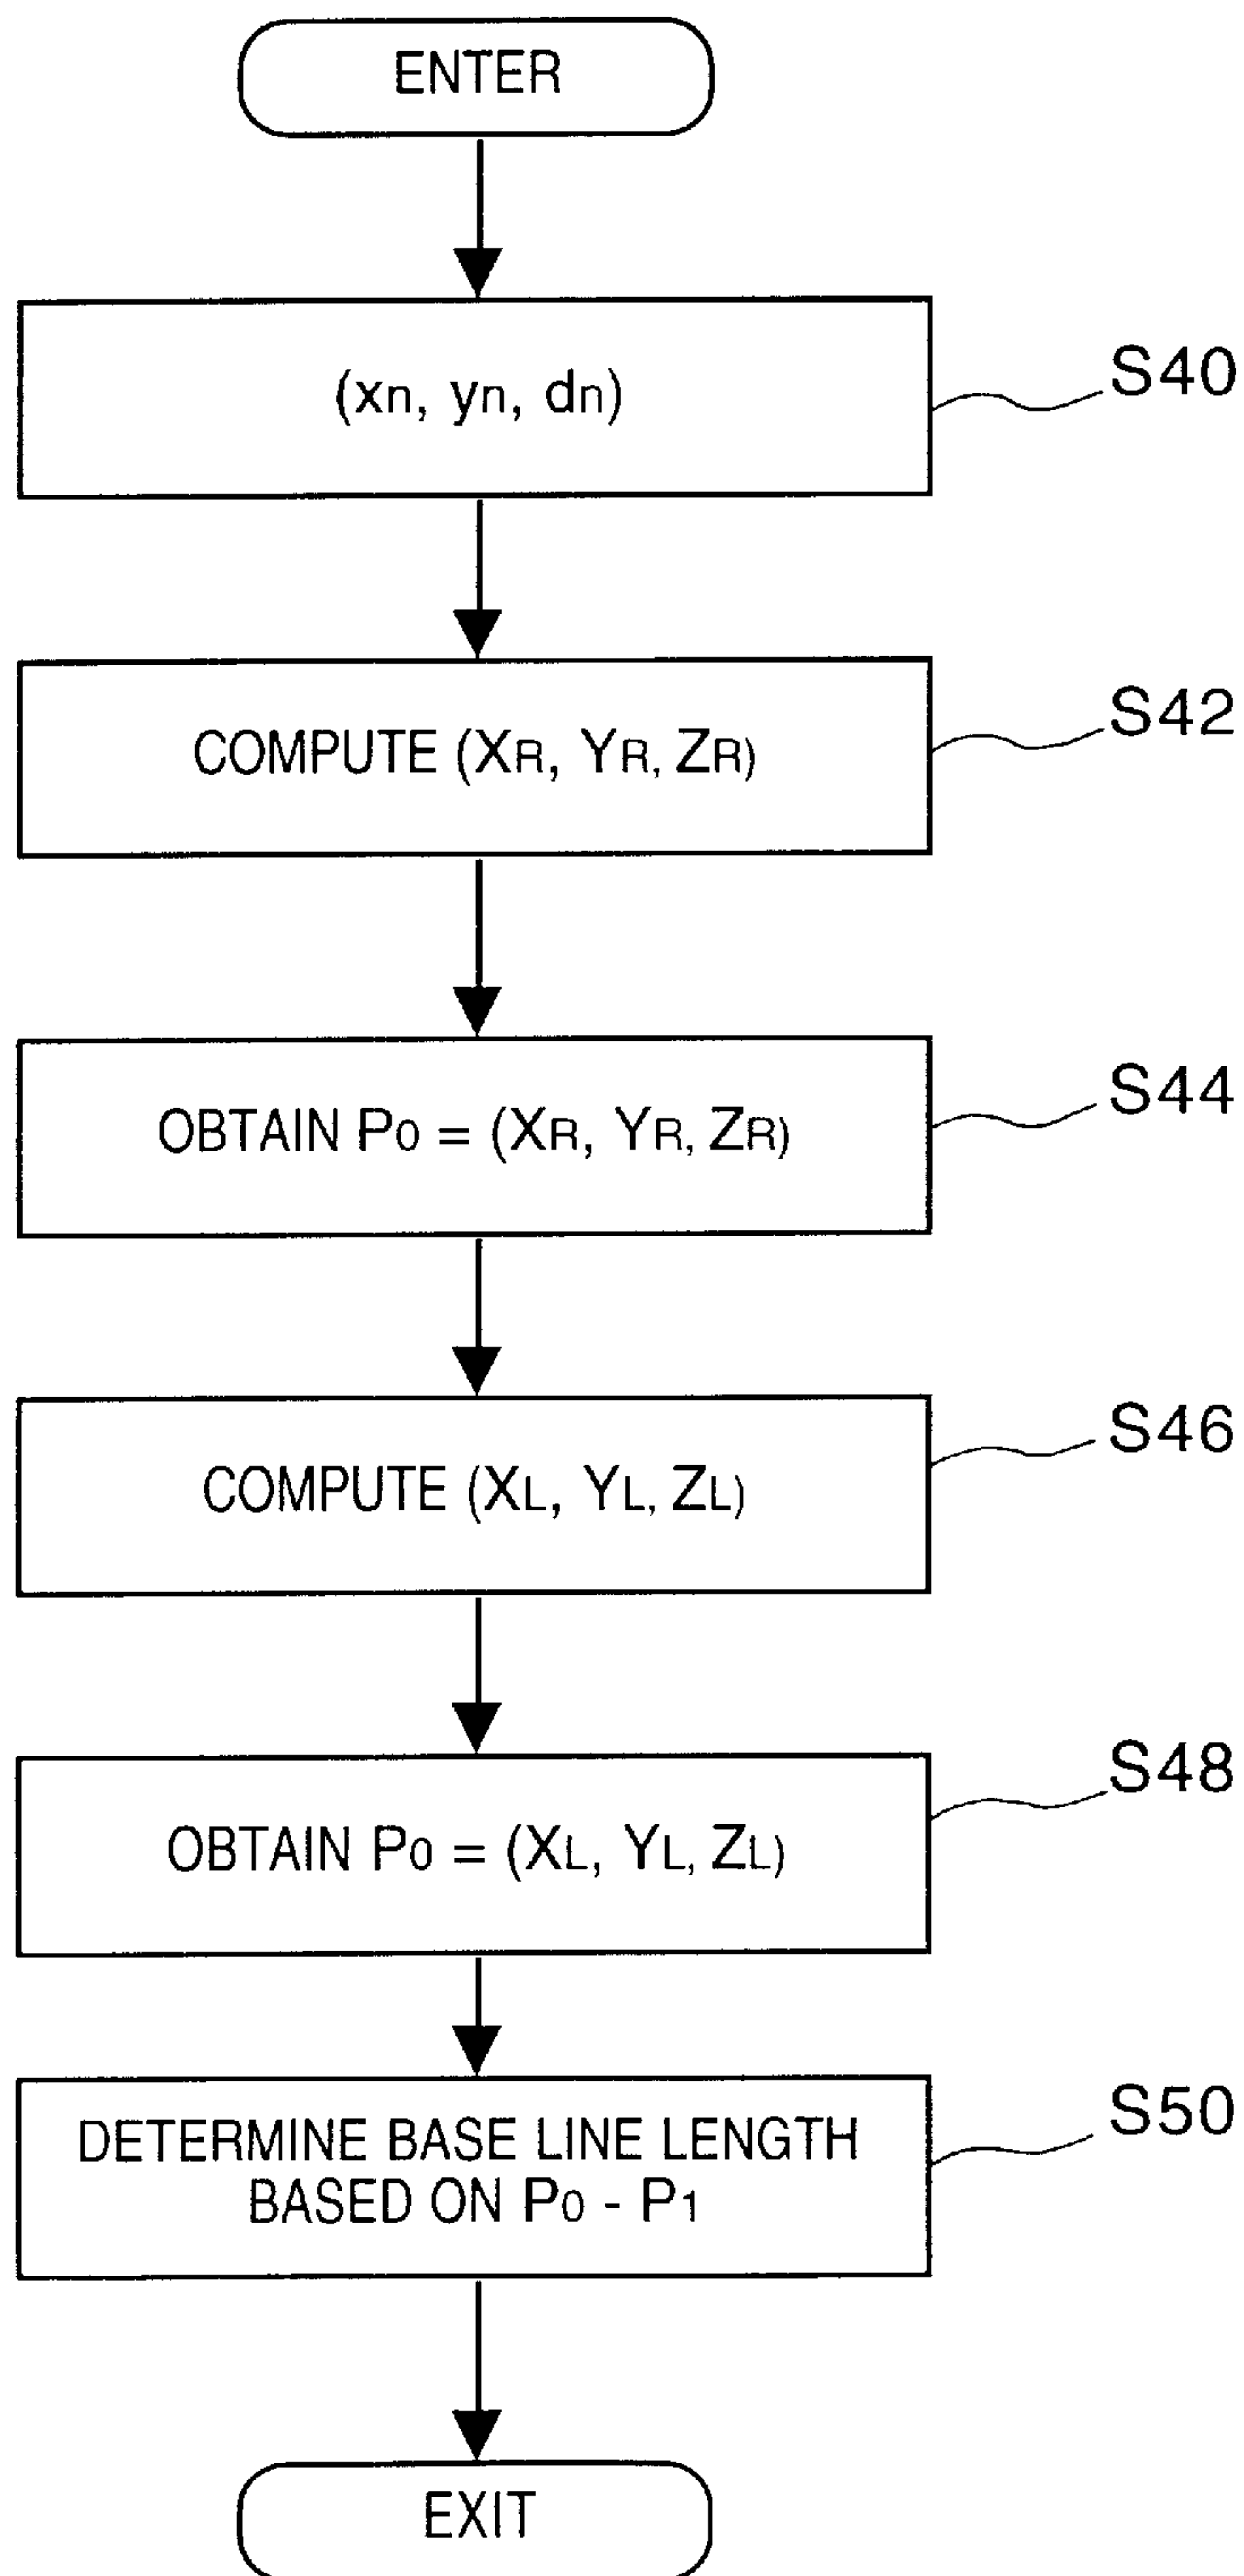 ENTER
(xn, yn, dn)
S40
COMPUTE (XR, YR, ZR)
S42
OBTAIN P0 = (XR, YR, ZR)
S44
COMPUTE (XL, YL, ZL)
S46
OBTAIN P0 = (XL, YL, ZL)
S48
DETERMINE BASE LINE LENGTH
BASED ON P0 - P1
S50
EXIT